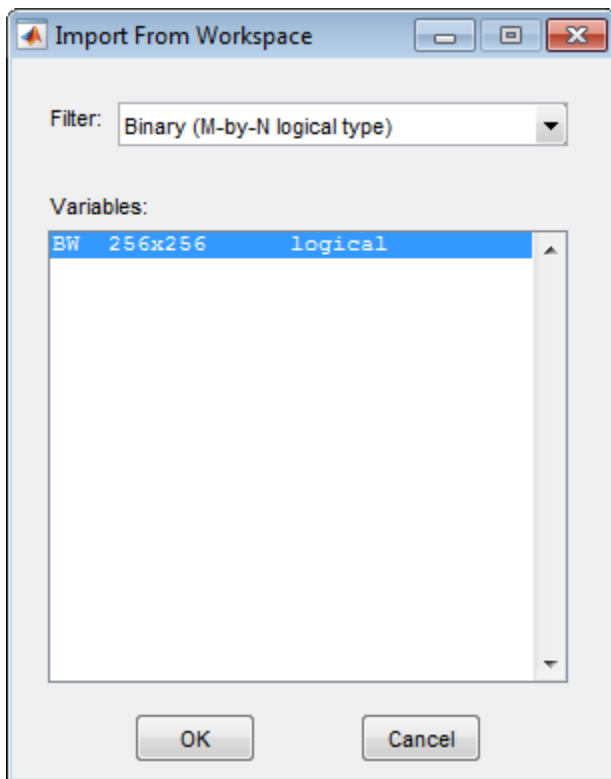 Import From Workspace
Filter: Binary (M-by-N logical type)
Variables:
BW 256x256 logical
OK Cancel